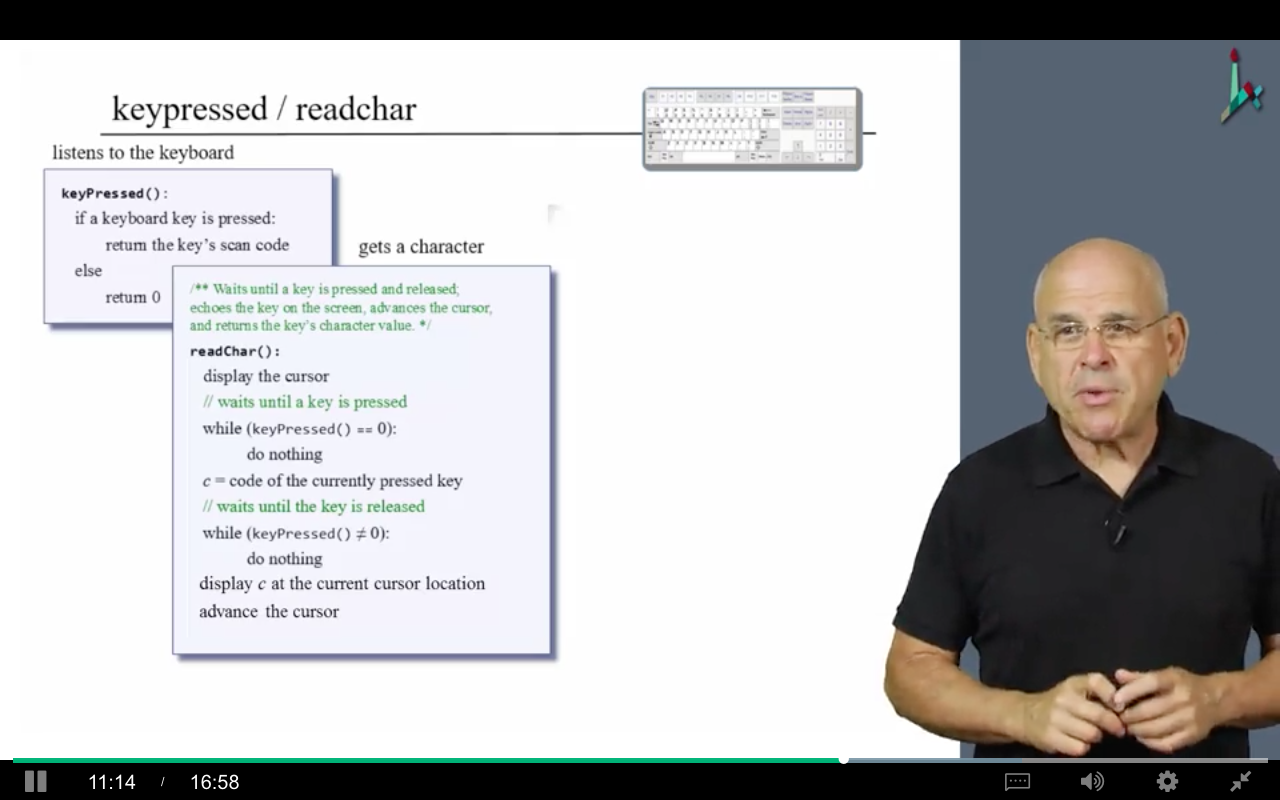 keypressed / readchar
listens to the keyboard
keyPressed():
if a keyboard key is pressed:
return the key's scan code
else
return 0
gets a character
/** Waits until a key is pressed and released;
echoes the key on the screen, advances the cursor,
and returns the key's character value. */
readChar():
display the cursor
// waits until a key is pressed
while (keyPressed() == 0):
do nothing
c = code of the currently pressed key
// waits until the key is released
while (keyPressed() ≠ 0):
do nothing
display c at the current cursor location
advance the cursor
11:14 / 16:58